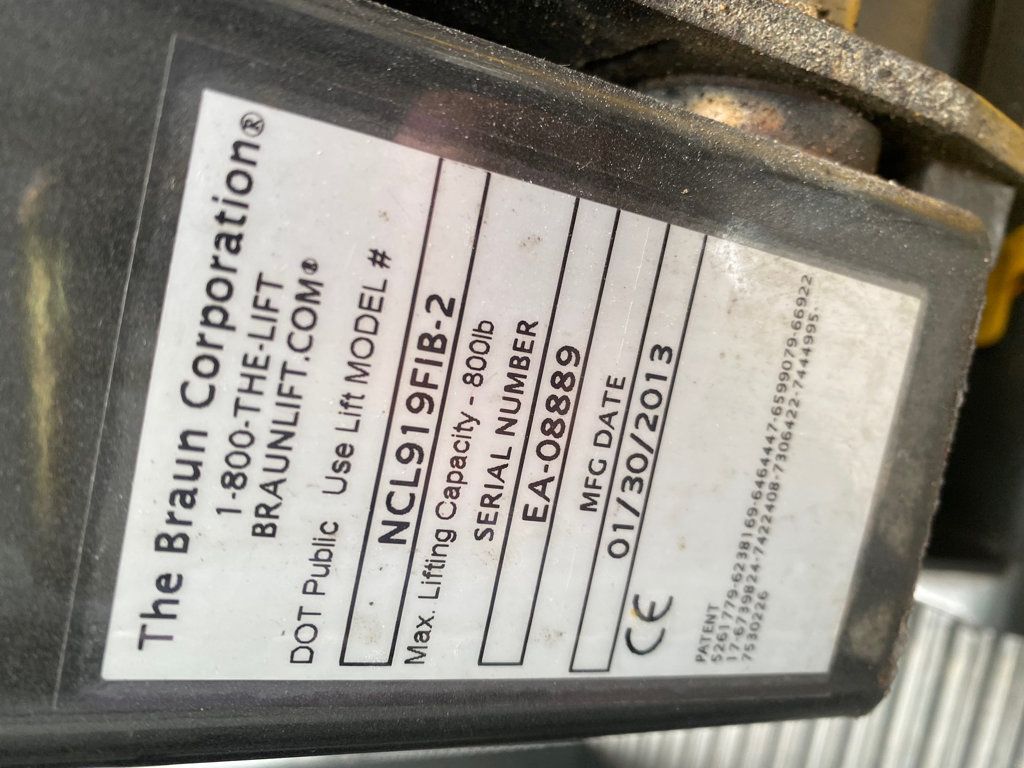 The Braun Corporation®
1-800-THE-LIFT
BRAUNLIFT.COM®
DOT Public Use Lift MODEL #
NCL919FIB-2
Max. Lifting Capacity - 800lb
SERIAL NUMBER
EA-08889
MFG DATE
01/30/2013
CE
PATENT
5261779-6238169-6464447-6599079-66922
17-6739824-7422408-7306422-7444995-
7530226